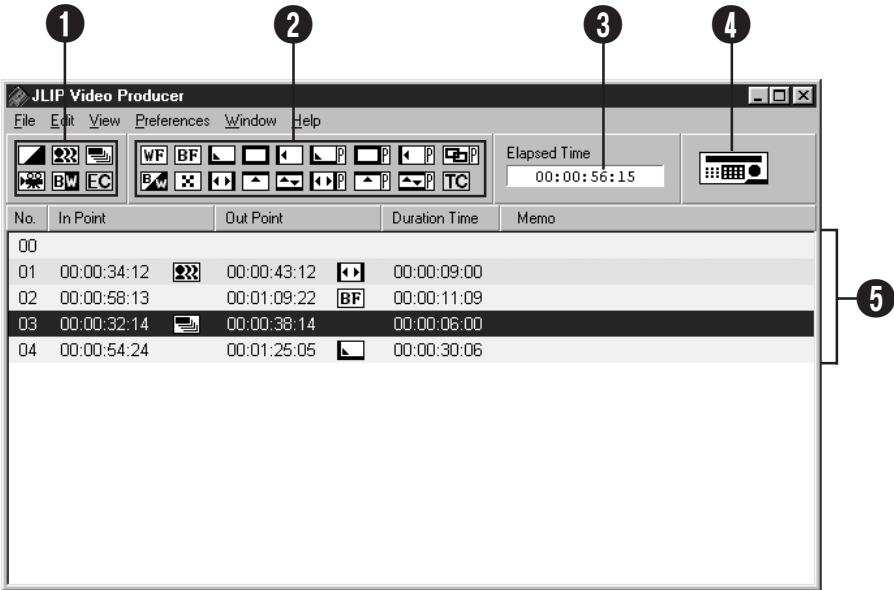 1 2 3 4
JLIP Video Producer
File Edit View Preferences Window Help
WF BF P P P P
BW EC B/W P P P TC
Elapsed Time
00:00:56:15
No. In Point Out Point Duration Time Memo
00
01 00:00:34:12 00:00:43:12 00:00:09:00
02 00:00:58:13 00:01:09:22 BF 00:00:11:09
03 00:00:32:14 00:00:38:14 00:00:06:00
04 00:00:54:24 00:01:25:05 00:00:30:06
5